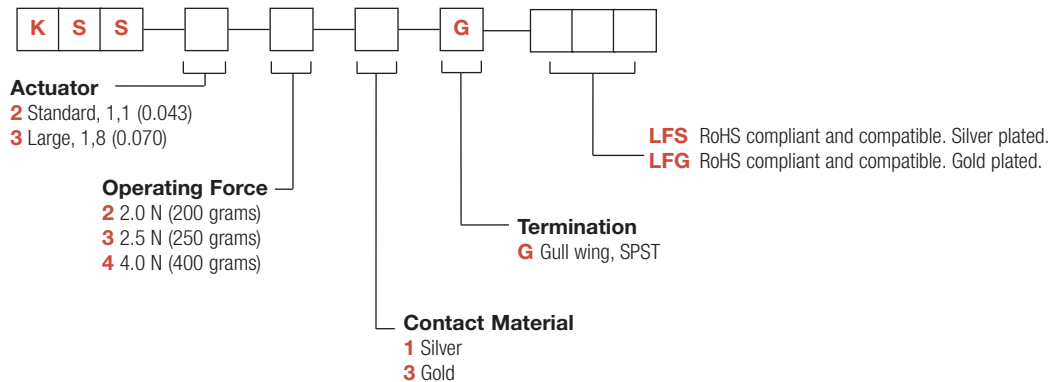 K S S G
Actuator
2 Standard, 1,1 (0.043)
3 Large, 1,8 (0.070)
LFS RoHS compliant and compatible. Silver plated.
LFG RoHS compliant and compatible. Gold plated.
Operating Force
2 2.0 N (200 grams)
3 2.5 N (250 grams)
4 4.0 N (400 grams)
Termination
G Gull wing, SPST
Contact Material
1 Silver
3 Gold